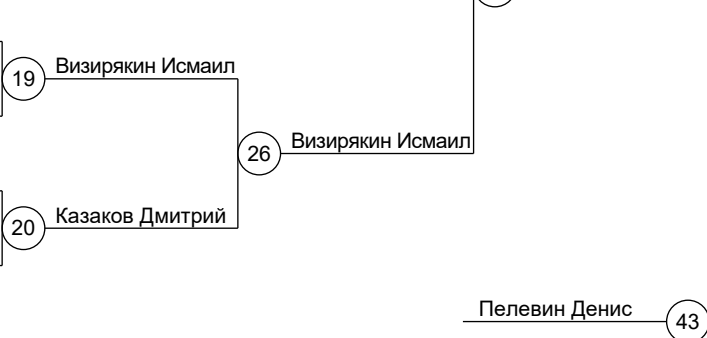 Визирякин Исмаил
19
Визирякин Исмаил
26
Казаков Дмитрий
20
Пелевин Денис
43